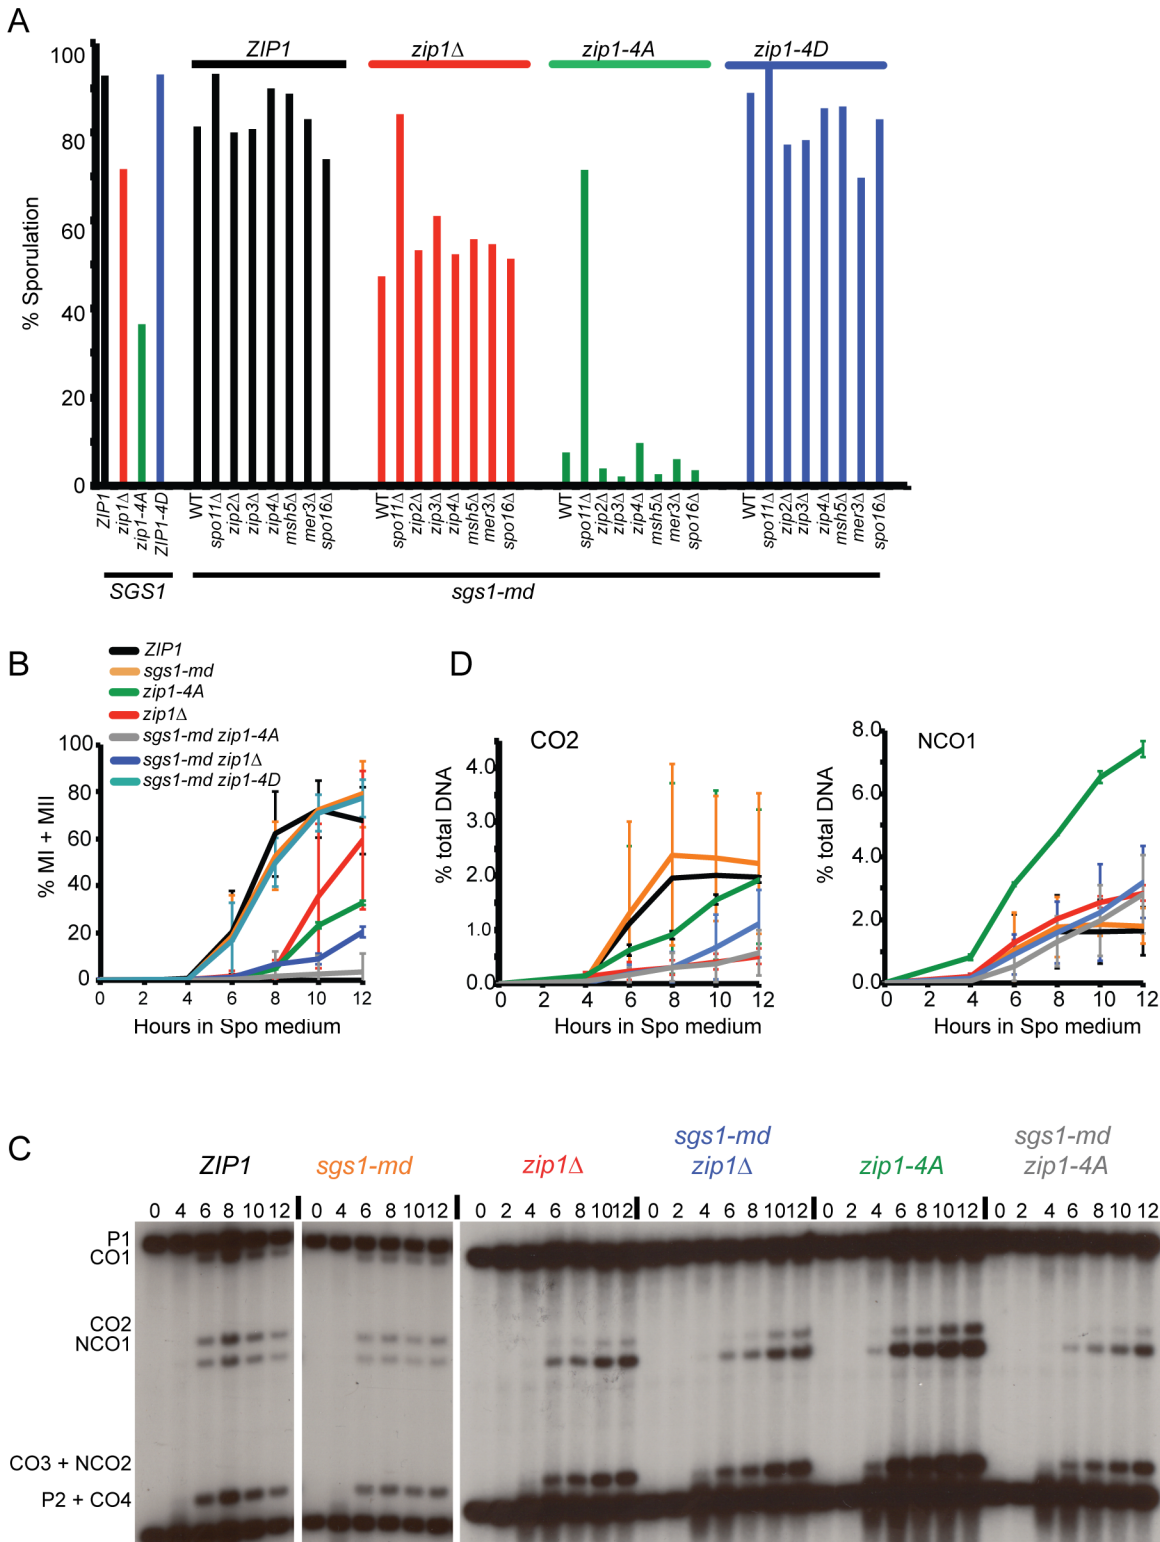 A
ZIP1 zip1Δ zip1-4A zip1-4D
100
80
60
40
20
0
% Sporulation
ZIP1 zip1Δ zip1-4A ZIP1-4D WT spo11Δ zip2Δ zip3Δ zip4Δ msh5Δ mer3Δ spo16Δ WT spo11Δ zip2Δ zip3Δ zip4Δ msh5Δ mer3Δ spo16Δ WT spo11Δ zip2Δ zip3Δ zip4Δ msh5Δ mer3Δ spo16Δ WT spo11Δ zip2Δ zip3Δ zip4Δ msh5Δ mer3Δ spo16Δ
SGS1 sgs1-md
B
ZIP1
sgs1-md
zip1-4A
zip1Δ
sgs1-md zip1-4A
sgs1-md zip1Δ
sgs1-md zip1-4D
100
80
60
40
20
0
% MI + MII
0 2 4 6 8 10 12
Hours in Spo medium
D
CO2
4.0
3.0
2.0
1.0
0.0
% total DNA
0 2 4 6 8 10 12
Hours in Spo medium
NCO1
8.0
6.0
4.0
2.0
0.0
% total DNA
0 2 4 6 8 10 12
Hours in Spo medium
C
ZIP1 sgs1-md zip1Δ sgs1-md zip1Δ zip1-4A sgs1-md zip1-4A
0 4 6 8 10 12 0 4 6 8 10 12 0 2 4 6 8 10 12 0 2 4 6 8 10 12 0 2 4 6 8 10 12 0 2 4 6 8 10 12
P1
CO1
CO2
NCO1
CO3 + NCO2
P2 + CO4